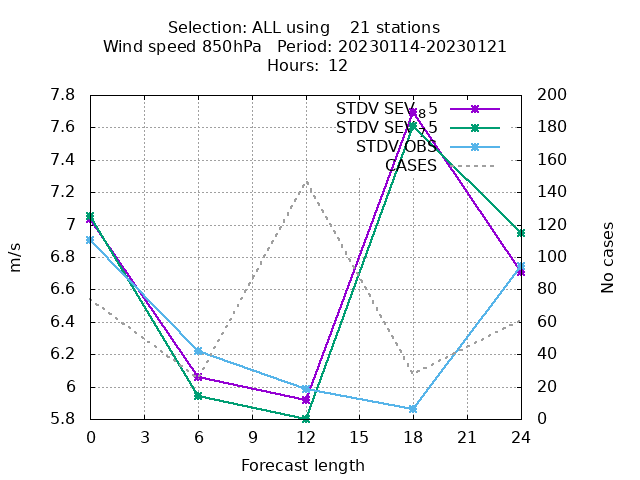 Selection: ALL using 21 stations
Wind speed 850hPa Period: 20230114-20230121
Hours: 12
7.8
7.6
7.4
7.2
7
6.8
6.6
6.4
6.2
6
5.8
m/s
STDV SEV₈5
STDV OBS
CASES
200
180
160
140
120
100
80
60
40
20
0
No cases
0 3 6 9 12 15 18 21 24
Forecast length